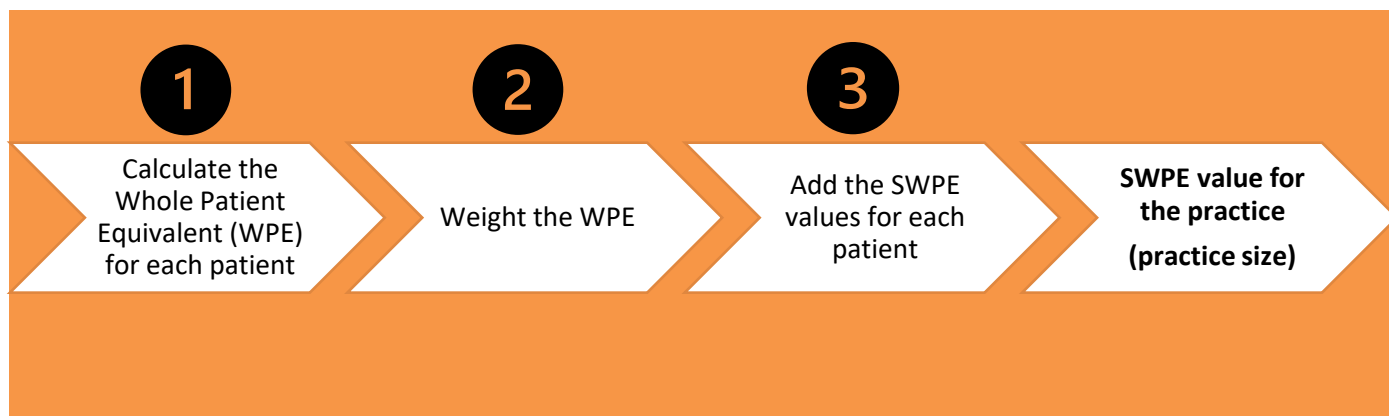 1
Calculate the
Whole Patient
Equivalent (WPE)
for each patient
2
Weight the WPE
3
Add the SWPE
values for each
patient
SWPE value for
the practice
(practice size)